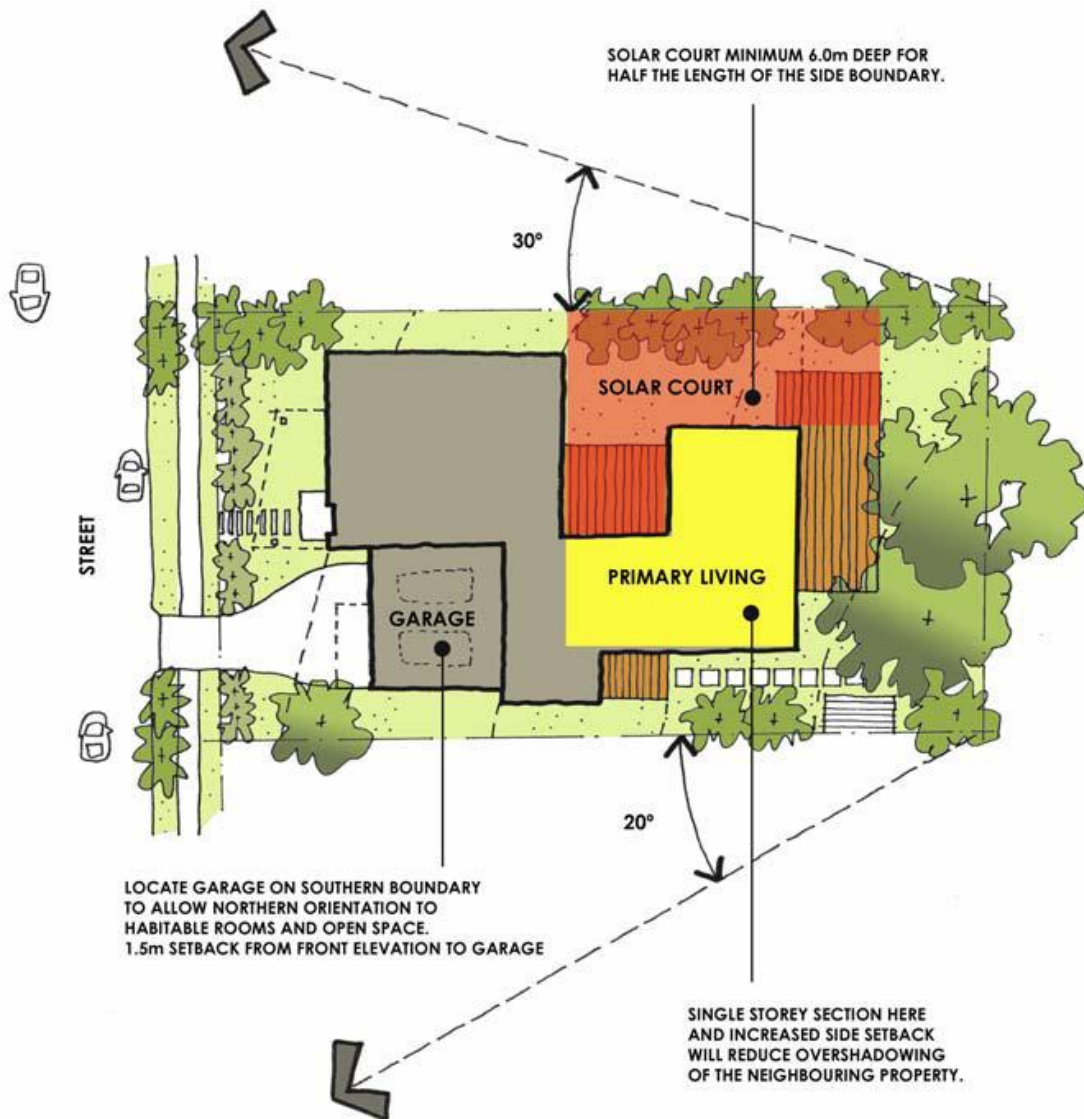 SOLAR COURT MINIMUM 6.0m DEEP FOR
HALF THE LENGTH OF THE SIDE BOUNDARY.
30°
SOLAR COURT
STREET
PRIMARY LIVING
GARAGE
20°
LOCATE GARAGE ON SOUTHERN BOUNDARY
TO ALLOW NORTHERN ORIENTATION TO
HABITABLE ROOMS AND OPEN SPACE.
1.5m SETBACK FROM FRONT ELEVATION TO GARAGE
SINGLE STOREY SECTION HERE
AND INCREASED SIDE SETBACK
WILL REDUCE OVERSHADOWING
OF THE NEIGHBOURING PROPERTY.